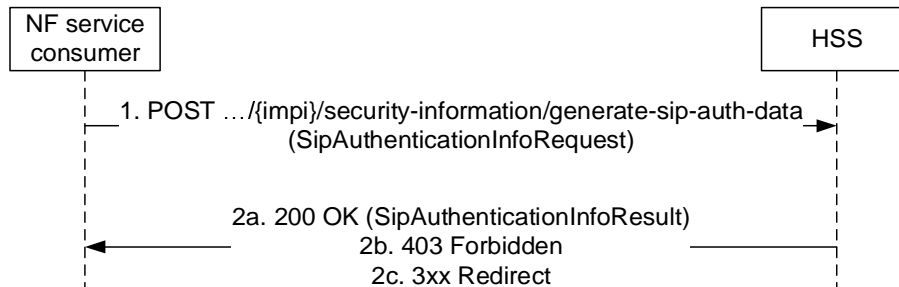 NF service
consumer
HSS
1. POST …/{impi}/security-information/generate-sip-auth-data
(SipAuthenticationInfoRequest)
2a. 200 OK (SipAuthenticationInfoResult)
2b. 403 Forbidden
2c. 3xx Redirect